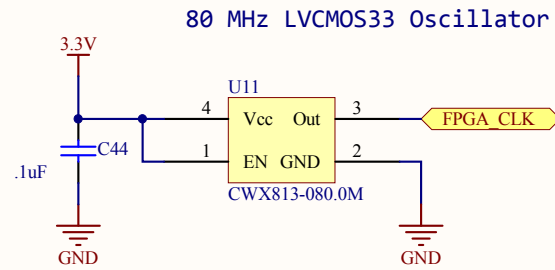 80 MHz LVCMOS33 Oscillator
3.3V
U11
4 Vcc Out 3
FPGA_CLK
C44
1 EN GND 2
.1uF
CWX813-080.0M
GND
GND